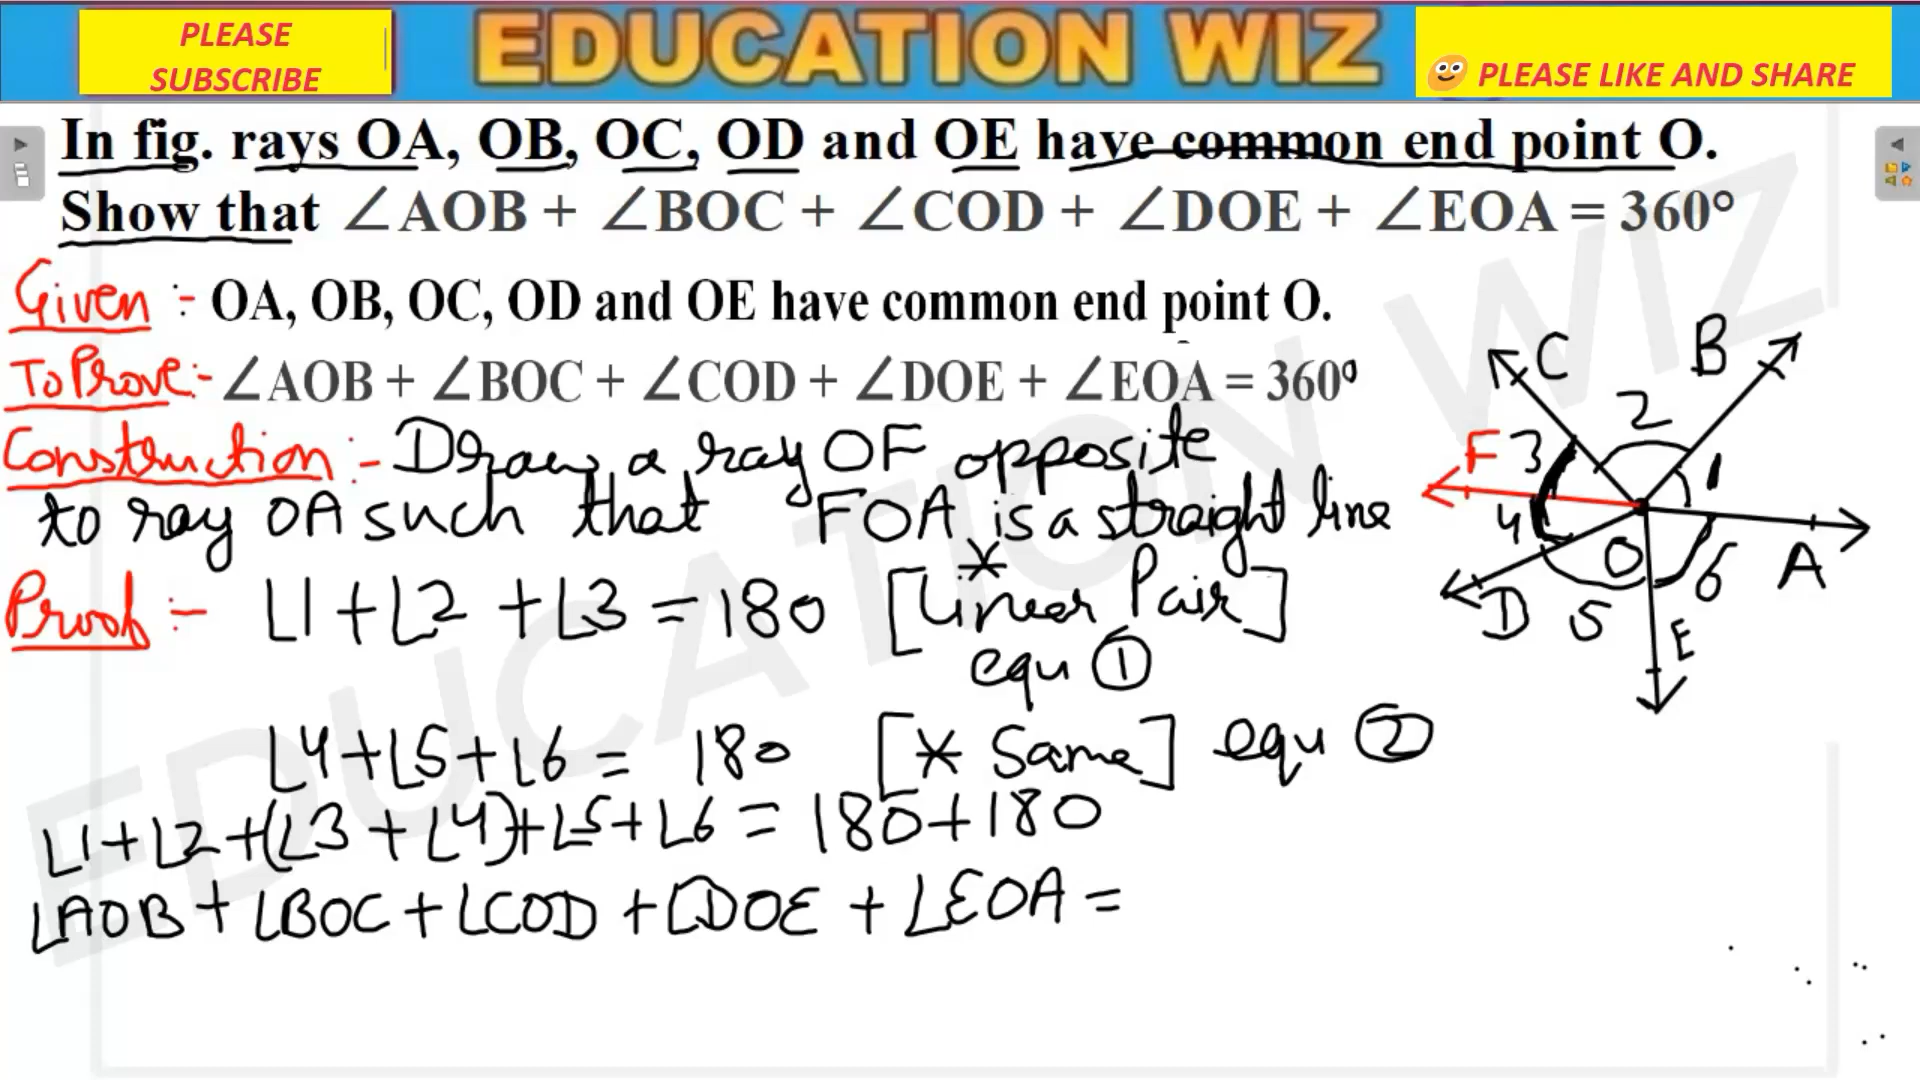 PLEASE
SUBSCRIBE
EDUCATION WIZ
PLEASE LIKE AND SHARE
In fig. rays OA, OB, OC, OD and OE have common end point O.
Show that ∠AOB + ∠BOC + ∠COD + ∠DOE + ∠EOA = 360°
Given :- OA, OB, OC, OD and OE have common end point O.
To Prove:- ∠AOB + ∠BOC + ∠COD + ∠DOE + ∠EOA = 360°
Construction :- Draw a ray OF opposite
to ray OA such that FOA is a straight line
Proof :- ∠1 + ∠2 + ∠3 = 180 [Linear Pair]
*
equ ①
∠4 + ∠5 + ∠6 = 180 [* Same] equ ②
∠1 + ∠2 + (∠3 + ∠4) + ∠5 + ∠6 = 180 + 180
∠AOB + ∠BOC + ∠COD + ∠DOE + ∠EOA =
C B
2
F 3 1
4 O 6 A
D 5 E
EDUCATION WIZ